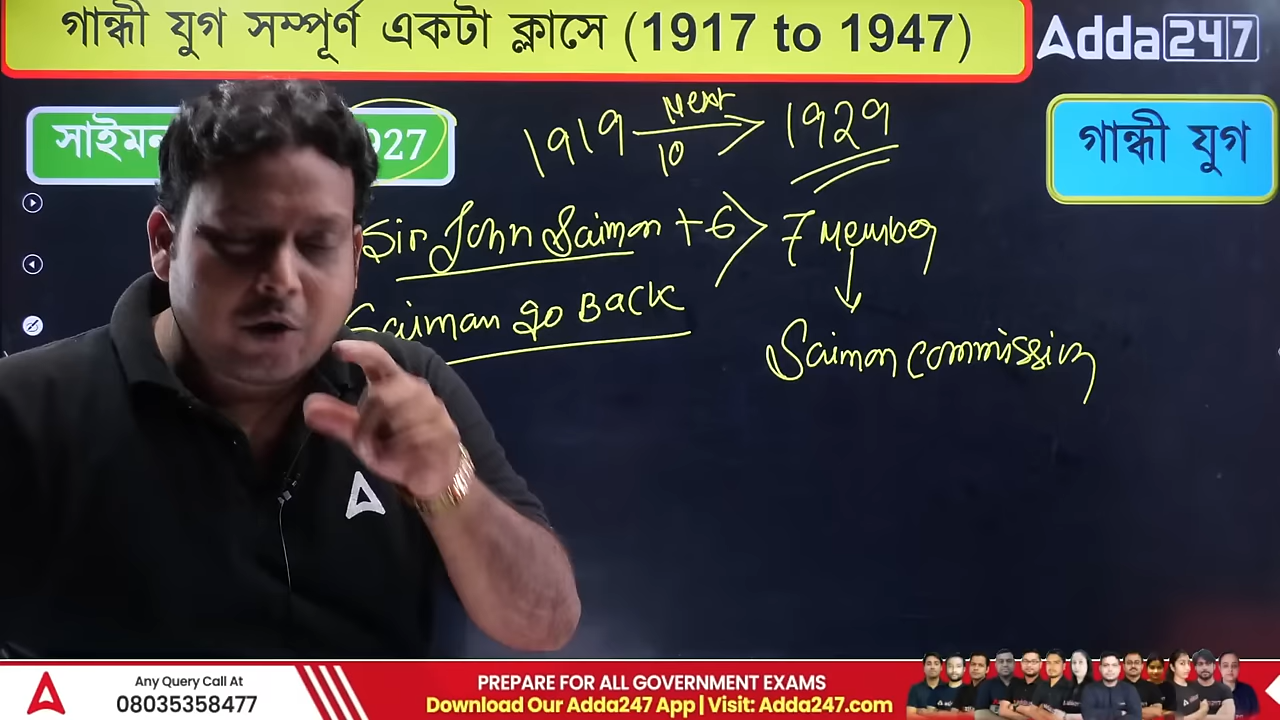 গান্ধী যুগ সম্পূর্ণ একটা ক্লাসে (1917 to 1947)
Adda247
সাইমন 927
1919 Next 10 1929
গান্ধী যুগ
Sir John Saiman + 6 7 Member
Saiman go Back
Saiman commission
Any Query Call At
08035358477
PREPARE FOR ALL GOVERNMENT EXAMS
Download Our Adda247 App | Visit: Adda247.com